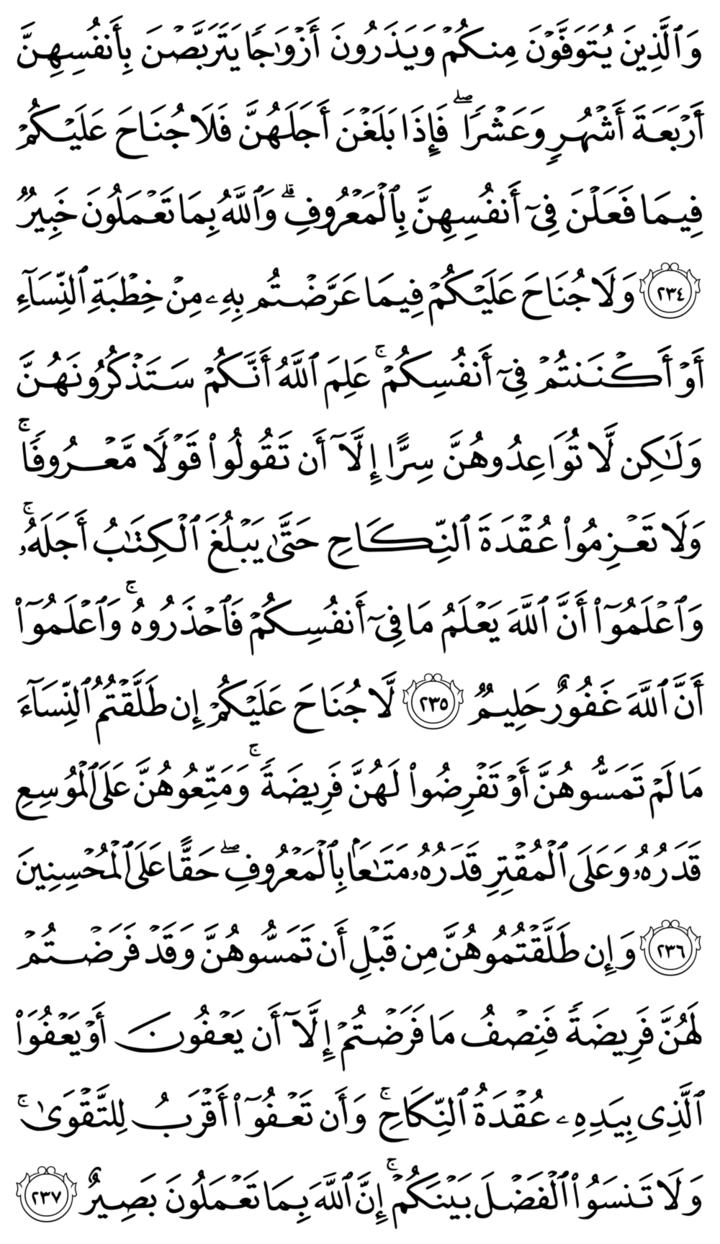 وَٱلَّذِينَ يُتَوَفَّوْنَ مِنكُمْ وَيَذَرُونَ أَزْوَٰجًا يَتَرَبَّصْنَ بِأَنفُسِهِنَّ
أَرْبَعَةَ أَشْهُرٍ وَعَشْرًا ۖ فَإِذَا بَلَغْنَ أَجَلَهُنَّ فَلَا جُنَاحَ عَلَيْكُمْ
فِيمَا فَعَلْنَ فِىٓ أَنفُسِهِنَّ بِٱلْمَعْرُوفِ ۗ وَٱللَّهُ بِمَا تَعْمَلُونَ خَبِيرٌ
٢٣٤ وَلَا جُنَاحَ عَلَيْكُمْ فِيمَا عَرَّضْتُم بِهِۦ مِنْ خِطْبَةِ ٱلنِّسَآءِ
أَوْ أَكْنَنتُمْ فِىٓ أَنفُسِكُمْ ۚ عَلِمَ ٱللَّهُ أَنَّكُمْ سَتَذْكُرُونَهُنَّ
وَلَـٰكِن لَّا تُوَاعِدُوهُنَّ سِرًّا إِلَّآ أَن تَقُولُوا۟ قَوْلًا مَّعْرُوفًا ۚ
وَلَا تَعْزِمُوا۟ عُقْدَةَ ٱلنِّكَاحِ حَتَّىٰ يَبْلُغَ ٱلْكِتَـٰبُ أَجَلَهُۥ ۚ
وَٱعْلَمُوٓا۟ أَنَّ ٱللَّهَ يَعْلَمُ مَا فِىٓ أَنفُسِكُمْ فَٱحْذَرُوهُ ۚ وَٱعْلَمُوٓا۟
أَنَّ ٱللَّهَ غَفُورٌ حَلِيمٌ ٢٣٥ لَّا جُنَاحَ عَلَيْكُمْ إِن طَلَّقْتُمُ ٱلنِّسَآءَ
مَا لَمْ تَمَسُّوهُنَّ أَوْ تَفْرِضُوا۟ لَهُنَّ فَرِيضَةً ۚ وَمَتِّعُوهُنَّ عَلَى ٱلْمُوسِعِ
قَدَرُهُۥ وَعَلَى ٱلْمُقْتِرِ قَدَرُهُۥ مَتَـٰعًۢا بِٱلْمَعْرُوفِ ۖ حَقًّا عَلَى ٱلْمُحْسِنِينَ
٢٣٦ وَإِن طَلَّقْتُمُوهُنَّ مِن قَبْلِ أَن تَمَسُّوهُنَّ وَقَدْ فَرَضْتُمْ
لَهُنَّ فَرِيضَةً فَنِصْفُ مَا فَرَضْتُمْ إِلَّآ أَن يَعْفُونَ أَوْ يَعْفُوَا۟
ٱلَّذِى بِيَدِهِۦ عُقْدَةُ ٱلنِّكَاحِ ۚ وَأَن تَعْفُوٓا۟ أَقْرَبُ لِلتَّقْوَىٰ ۚ
وَلَا تَنسَوُا۟ ٱلْفَضْلَ بَيْنَكُمْ ۚ إِنَّ ٱللَّهَ بِمَا تَعْمَلُونَ بَصِيرٌ ٢٣٧